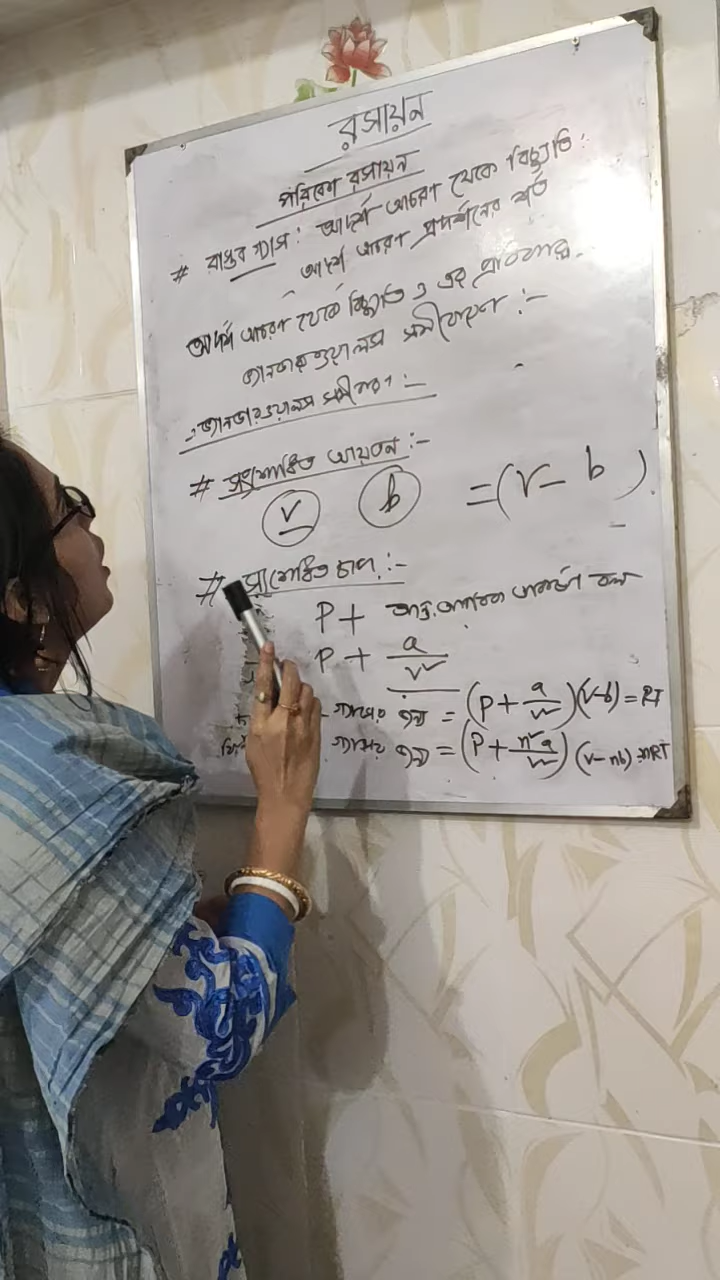 রসায়ন
পরিবেশ রসায়ন
# বাস্তব গ্যাস: আদর্শ আচরণ থেকে বিচ্যুতি:
আদর্শ আচরণ প্রদর্শনের শর্ত
আদর্শ আচরণ থেকে বিচ্যুতি ও এর প্রতিকার
ভ্যানডারওয়ালস সমীকরণ :-
ভ্যানডারওয়ালস সমীকরণ :-
# সংশোধিত আয়তন :-
V b = (V - b).
# সংশোধিত চাপ :-
P + আন্তঃআণবিক আকর্ষণ বল
P + a/V²
গ্যাসের জন্য = (P + a/V²)(V-b) = RT
গ্যাসের জন্য = (P + n²a/V²)(V-nb) = nRT